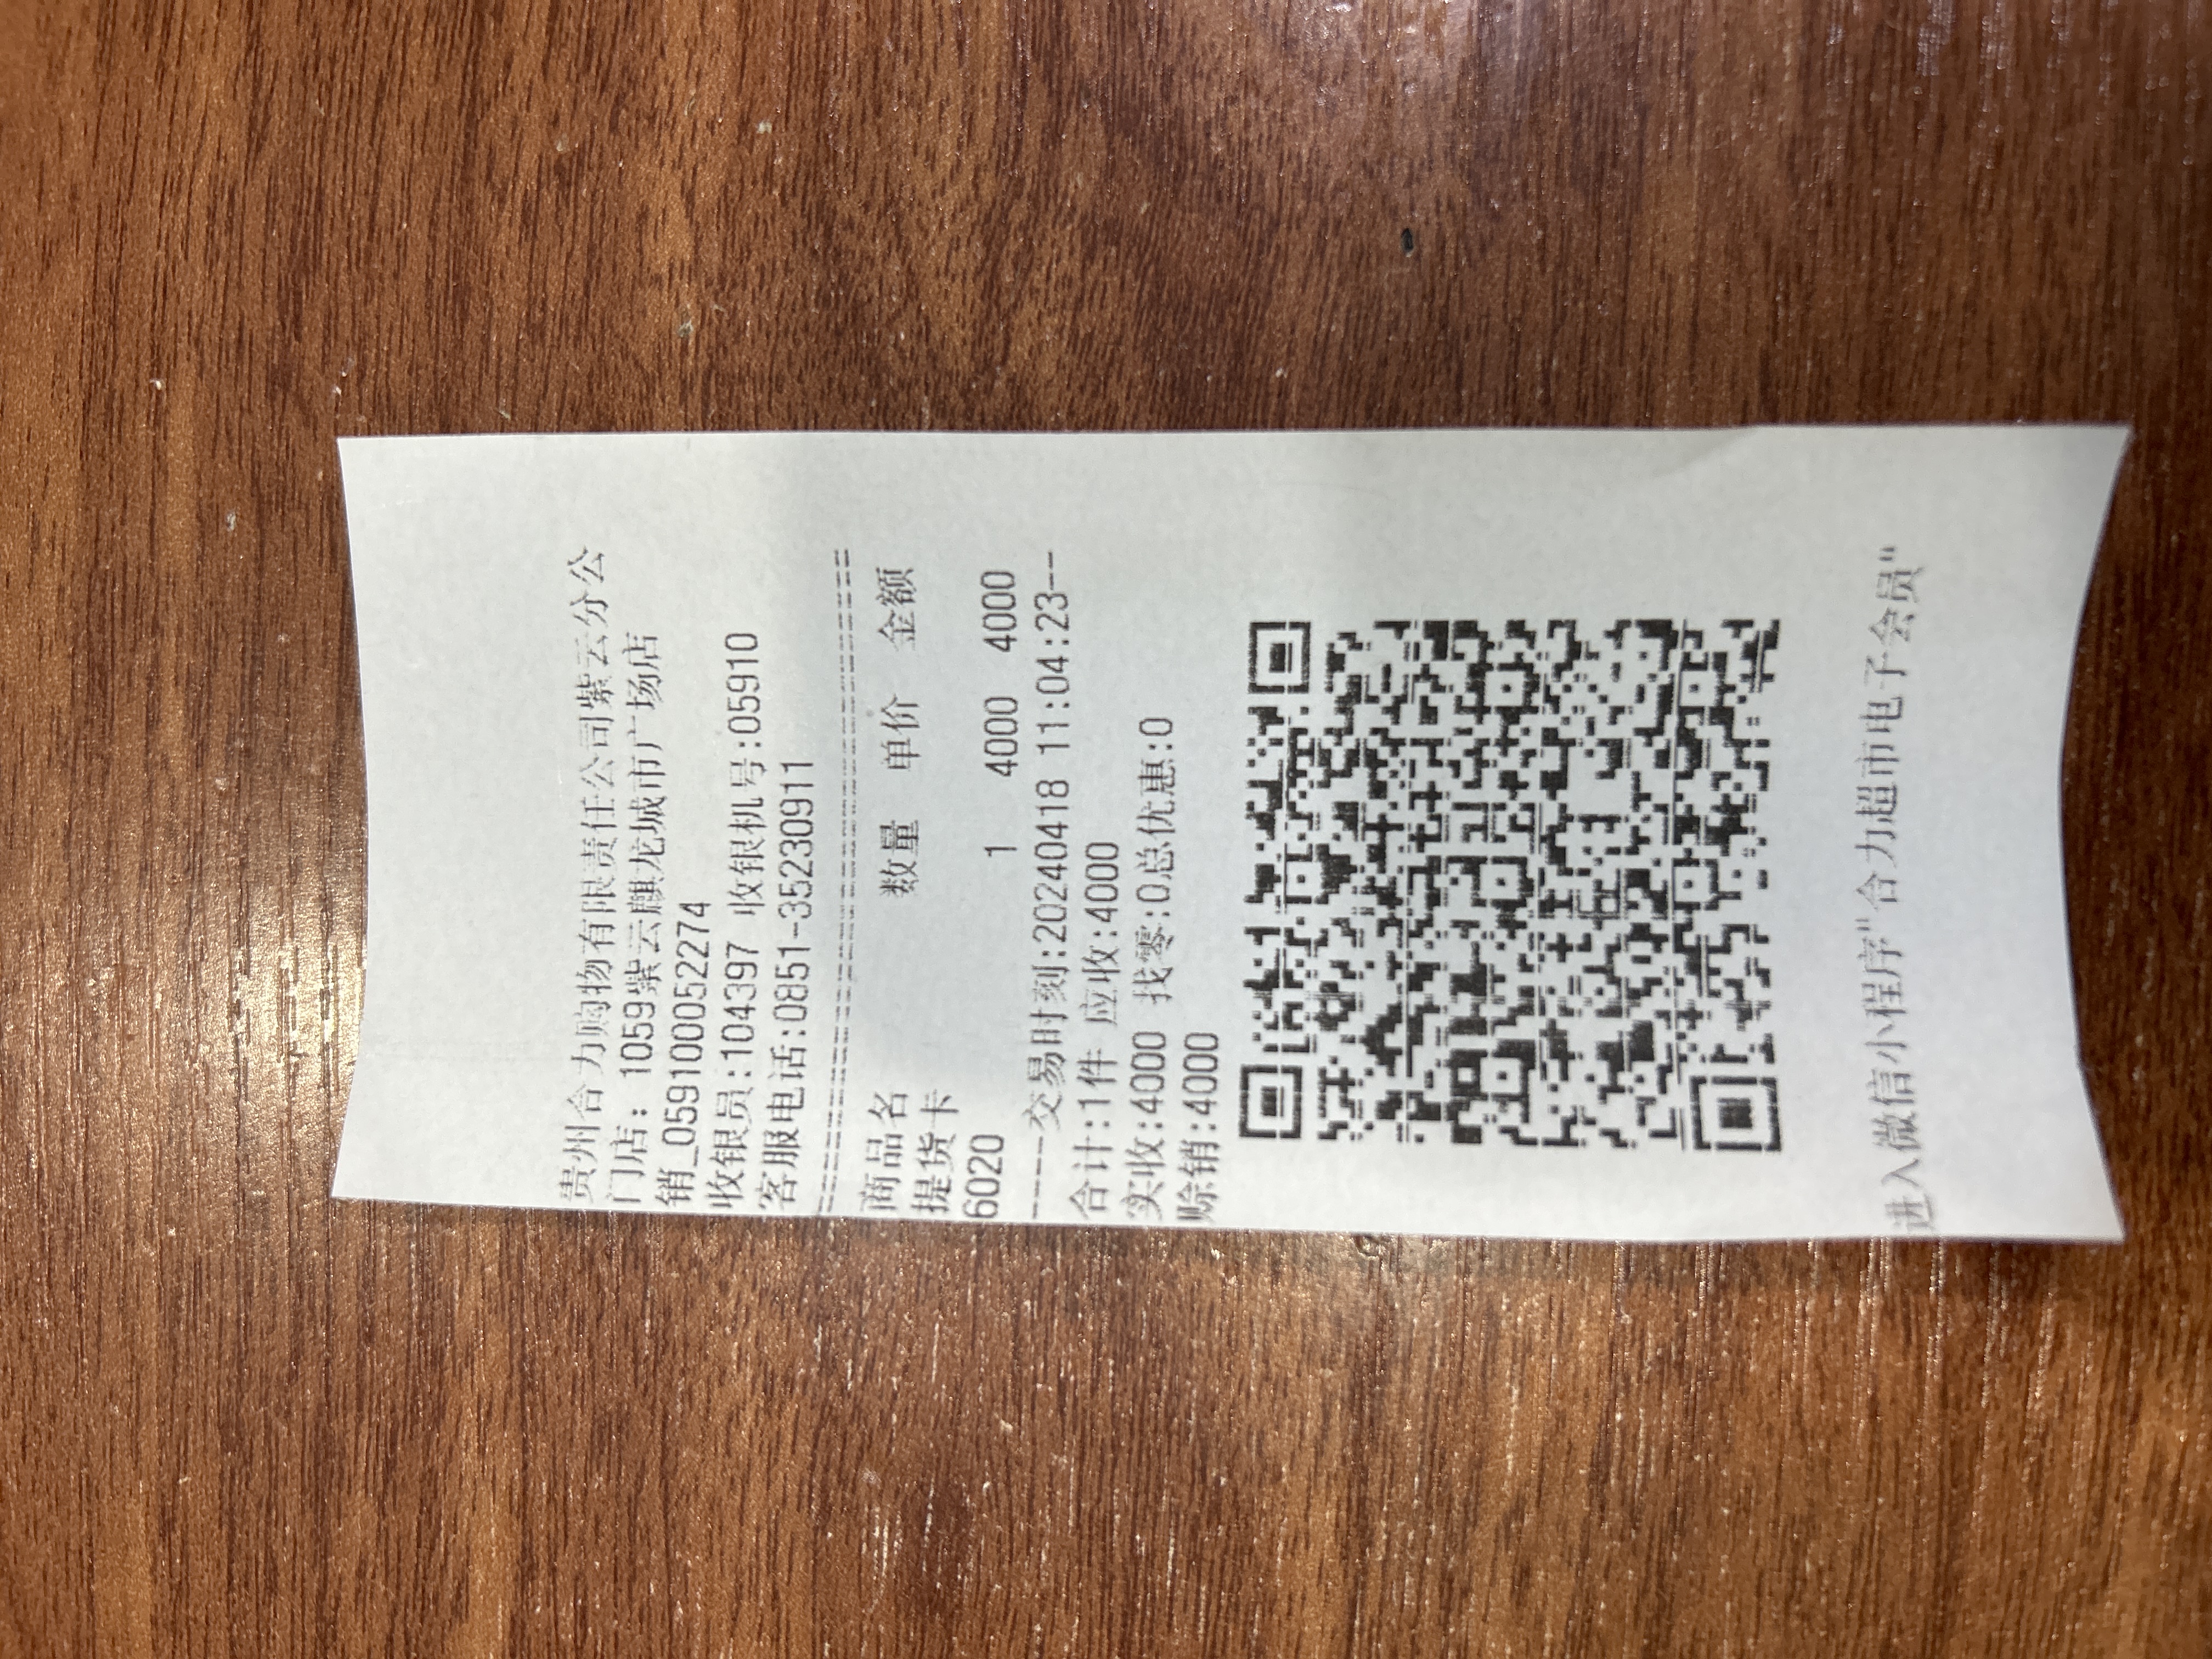 贵州合力购物有限责任公司紫云分公
门店: 1059紫云麒龙城市广场店
销_0591000052274
收银员:104397 收银机号:05910
客服电话:0851-35230911
================================
商品名 数量 单价 金额
提货卡
6020 1 4000 4000
----交易时刻:20240418 11:04:23--
合计:1件 应收:4000
实收:4000 找零:0总优惠:0
赊销:4000
进入微信小程序"合力超市电子会员"